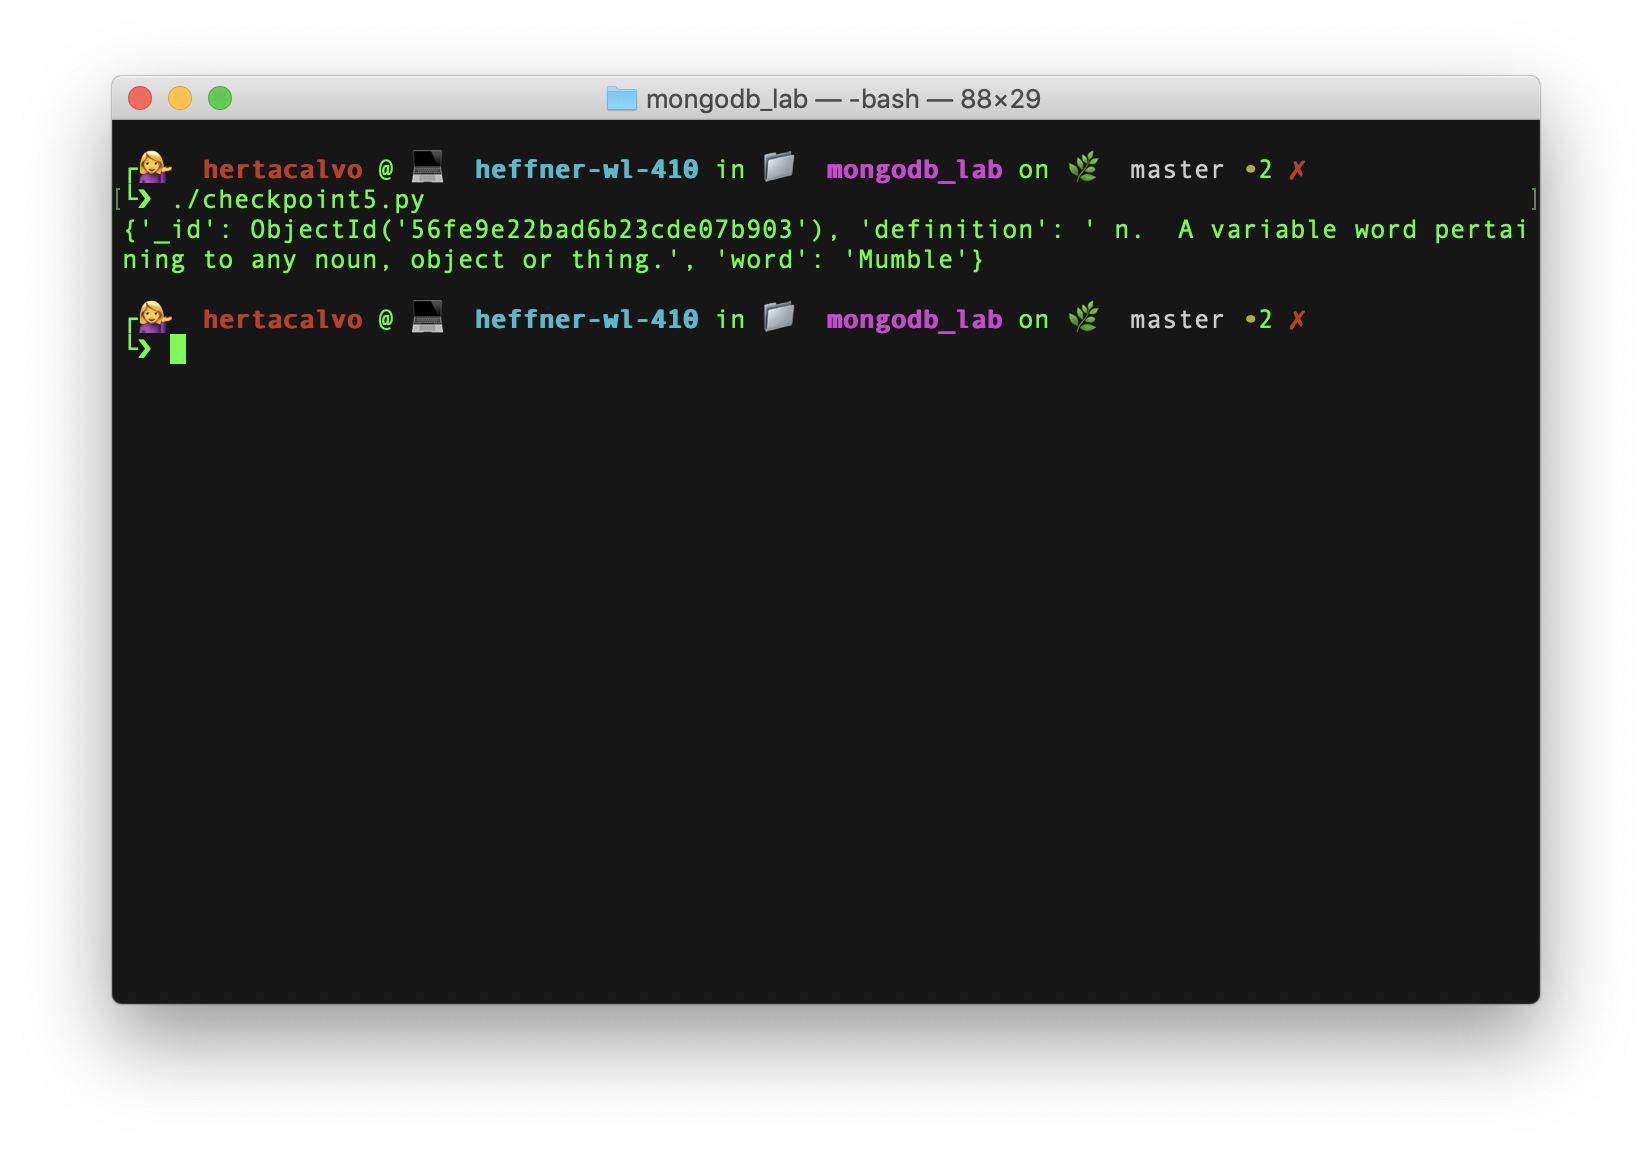 mongodb_lab — -bash — 88×29
┌💁‍♀️ hertacalvo @ 💻 heffner-wl-410 in 📁 mongodb_lab on 🌿 master •2 ✗
[└❯ ./checkpoint5.py ]
{'_id': ObjectId('56fe9e22bad6b23cde07b903'), 'definition': ' n.  A variable word pertai
ning to any noun, object or thing.', 'word': 'Mumble'}
┌💁‍♀️ hertacalvo @ 💻 heffner-wl-410 in 📁 mongodb_lab on 🌿 master •2 ✗
└❯